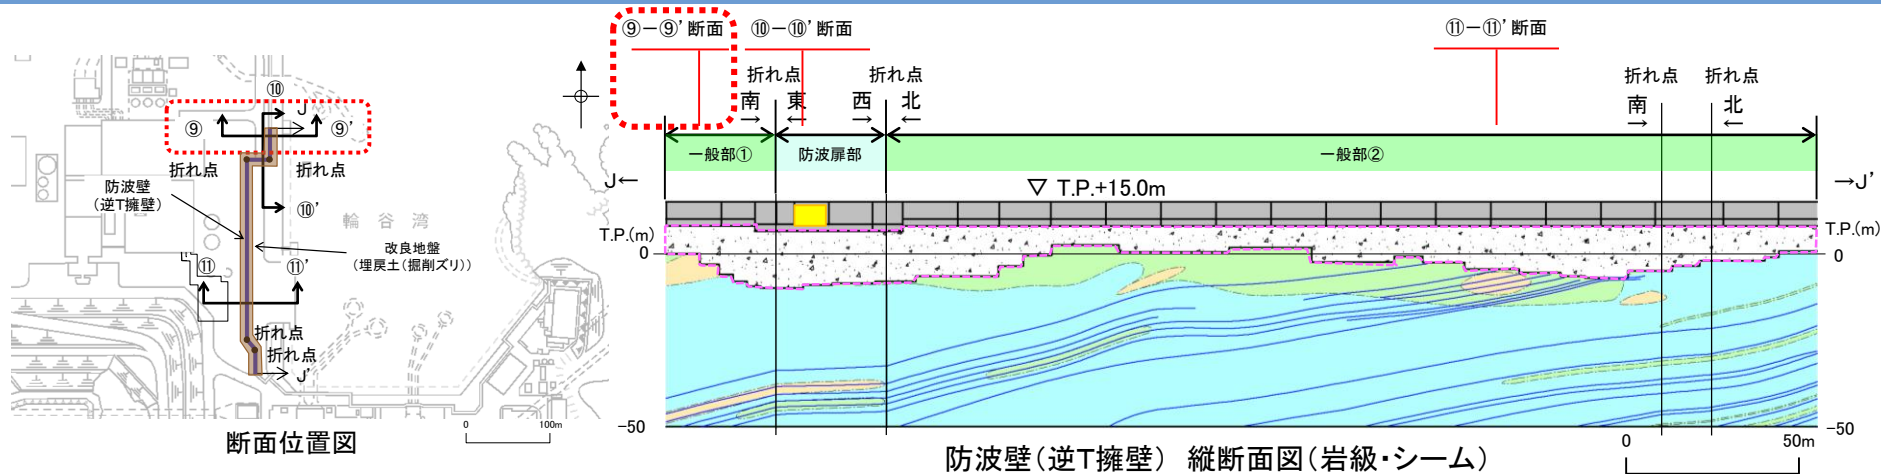 ⑩
J
⑨
⑨'
折れ点
折れ点
防波壁
(逆T擁壁)
⑩'
輪谷湾
改良地盤
(埋戻土(掘削ズリ))
⑪
⑪'
折れ点
折れ点
J'
断面位置図
0
100m
⑨-⑨' 断面
⑩-⑩' 断面
⑪-⑪' 断面
折れ点
折れ点
折れ点
折れ点
南
東
西
北
南
北
→
←
→
←
→
←
一般部①
防波扉部
一般部②
J←
▽ T.P.+15.0m
→J'
T.P.(m)
T.P.(m)
0
0
-50
-50
0
50m
防波壁(逆T擁壁) 縦断面図(岩級・シーム)